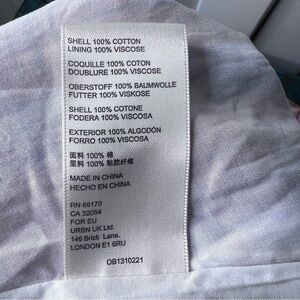 SHELL 100% COTTON
LINING 100% VISCOSE
COQUILLE 100% COTON
DOUBLURE 100% VISCOSE
OBERSTOFF 100% BAUMWOLLE
FUTTER 100% VISKOSE
SHELL 100% COTONE
FODERA 100% VISCOSA
EXTERIOR 100% ALGODÓN
FORRO 100% VISCOSA
面料 100% 棉
里料 100% 粘胶纤维
MADE IN CHINA
HECHO EN CHINA
RN 66170
CA 32054
FOR EU
URBN UK Ltd.
146 Brick Lane,
LONDON E1 6RU
OB1310221